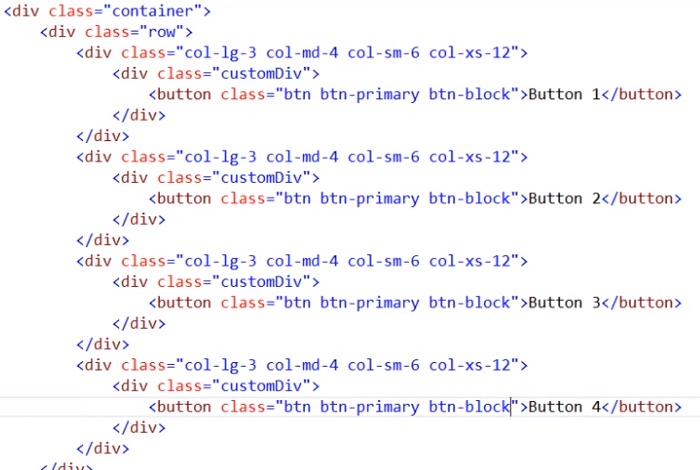 <div class="container">
<div class="row">
<div class="col-lg-3 col-md-4 col-sm-6 col-xs-12">
<div class="customDiv">
<button class="btn btn-primary btn-block">Button 1</button>
</div>
</div>
<div class="col-lg-3 col-md-4 col-sm-6 col-xs-12">
<div class="customDiv">
<button class="btn btn-primary btn-block">Button 2</button>
</div>
</div>
<div class="col-lg-3 col-md-4 col-sm-6 col-xs-12">
<div class="customDiv">
<button class="btn btn-primary btn-block">Button 3</button>
</div>
</div>
<div class="col-lg-3 col-md-4 col-sm-6 col-xs-12">
<div class="customDiv">
<button class="btn btn-primary btn-block">Button 4</button>
</div>
</div>
</div>